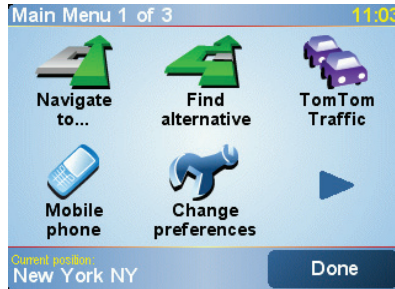 Main Menu 1 of 3
11:03
Navigate
to...
Find
alternative
TomTom
Traffic
Mobile
phone
Change
preferences
Current position:
New York NY
Done